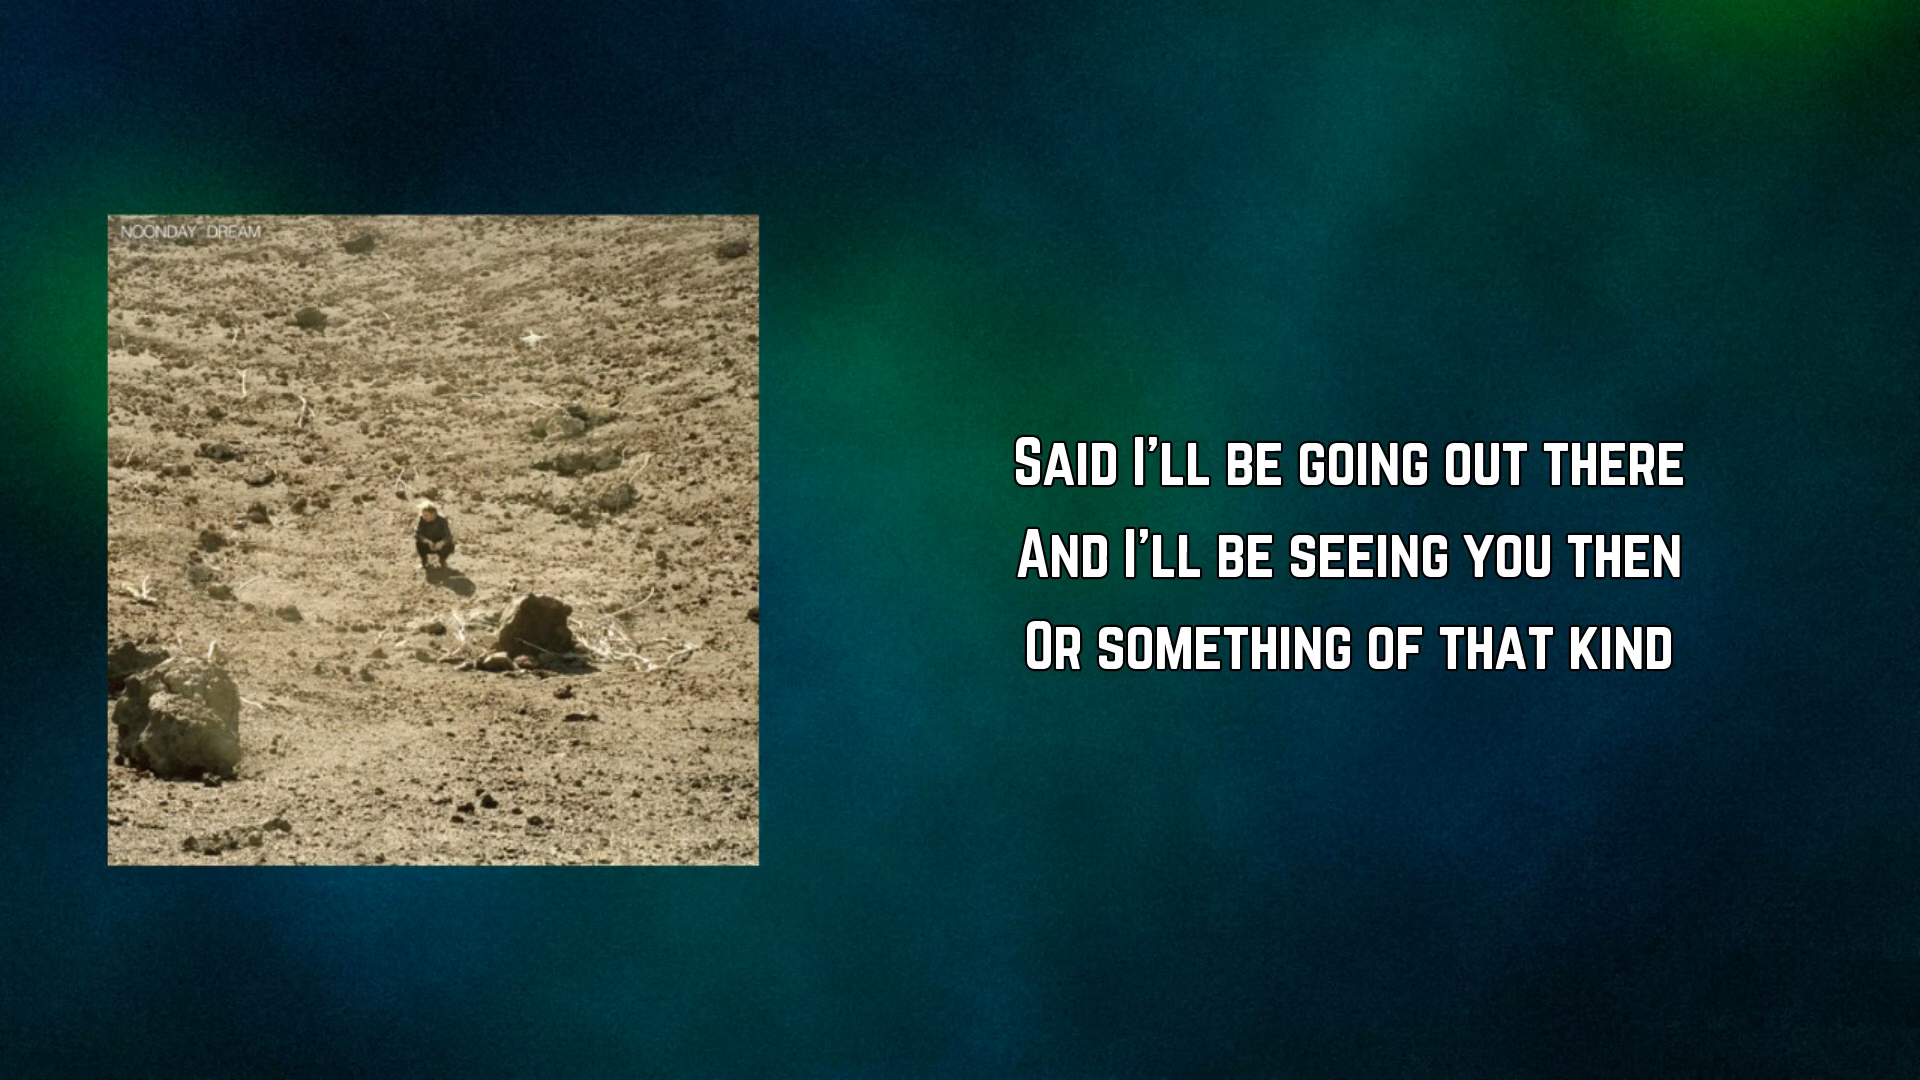 NOONDAY DREAM
Said I'll be going out there
And I'll be seeing you then
Or something of that kind